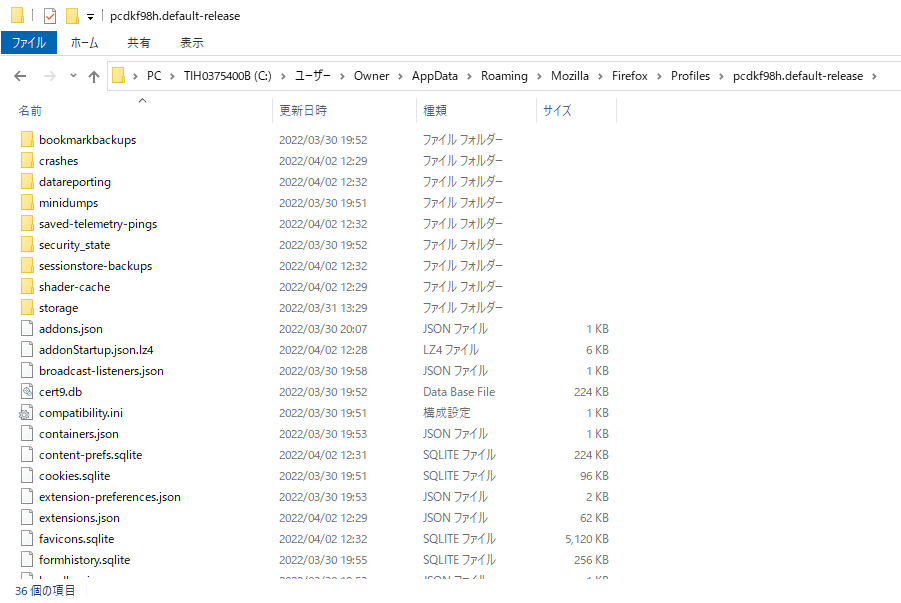 pcdkf98h.default-release
ファイル ホーム 共有 表示
PC TIH0375400B (C:) ユーザー Owner AppData Roaming Mozilla Firefox Profiles pcdkf98h.default-release
名前 更新日時 種類 サイズ
bookmarkbackups 2022/03/30 19:52 ファイル フォルダー
crashes 2022/04/02 12:29 ファイル フォルダー
datareporting 2022/04/02 12:32 ファイル フォルダー
minidumps 2022/03/30 19:51 ファイル フォルダー
saved-telemetry-pings 2022/04/02 12:32 ファイル フォルダー
security_state 2022/03/30 19:52 ファイル フォルダー
sessionstore-backups 2022/04/02 12:32 ファイル フォルダー
shader-cache 2022/04/02 12:29 ファイル フォルダー
storage 2022/03/31 13:29 ファイル フォルダー
addons.json 2022/03/30 20:07 JSON ファイル 1 KB
addonStartup.json.lz4 2022/04/02 12:28 LZ4 ファイル 6 KB
broadcast-listeners.json 2022/03/30 19:58 JSON ファイル 1 KB
cert9.db 2022/03/30 19:52 Data Base File 224 KB
compatibility.ini 2022/03/30 19:51 構成設定 1 KB
containers.json 2022/03/30 19:53 JSON ファイル 1 KB
content-prefs.sqlite 2022/04/02 12:31 SQLITE ファイル 224 KB
cookies.sqlite 2022/03/30 19:51 SQLITE ファイル 96 KB
extension-preferences.json 2022/03/30 19:53 JSON ファイル 2 KB
extensions.json 2022/04/02 12:29 JSON ファイル 62 KB
favicons.sqlite 2022/04/02 12:32 SQLITE ファイル 5,120 KB
formhistory.sqlite 2022/03/30 19:55 SQLITE ファイル 256 KB
36 個の項目